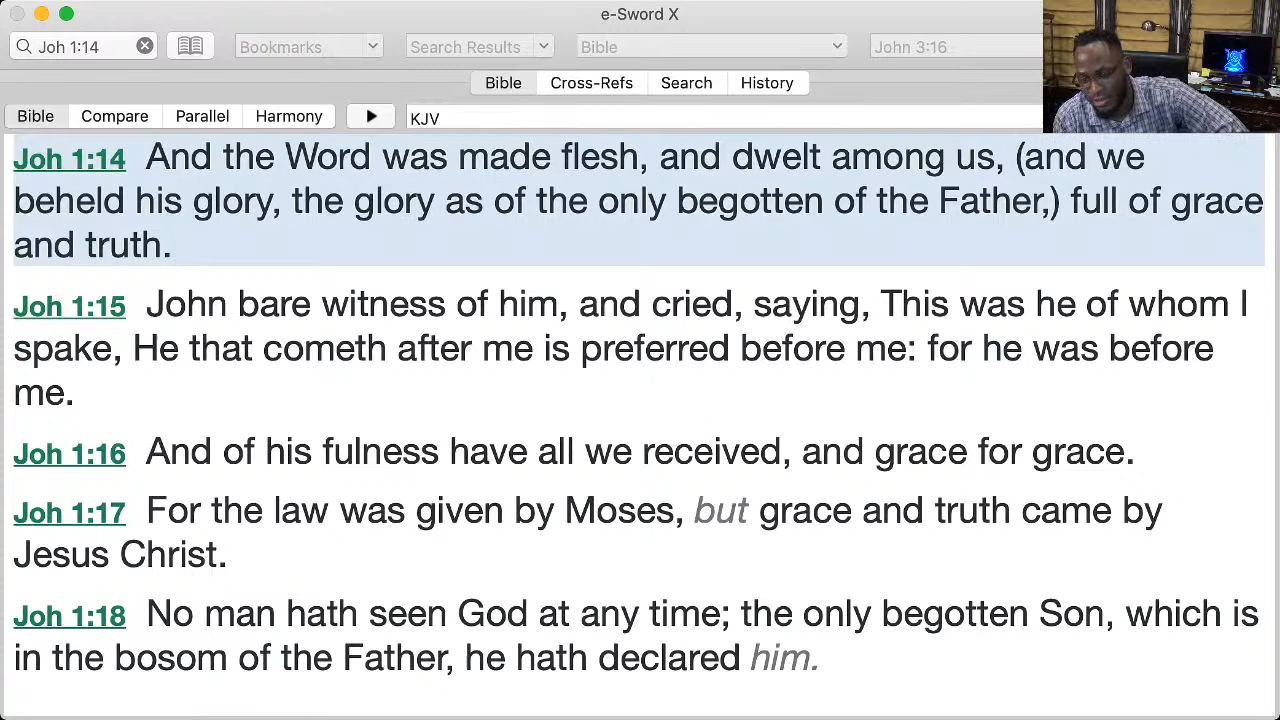 e-Sword X
Joh 1:14
Bookmarks
Search Results
Bible
John 3:16
Bible Cross-Refs Search History
Bible Compare Parallel Harmony
KJV
Joh 1:14 And the Word was made flesh, and dwelt among us, (and we
beheld his glory, the glory as of the only begotten of the Father,) full of grace
and truth.
Joh 1:15 John bare witness of him, and cried, saying, This was he of whom I
spake, He that cometh after me is preferred before me: for he was before
me.
Joh 1:16 And of his fulness have all we received, and grace for grace.
Joh 1:17 For the law was given by Moses, but grace and truth came by
Jesus Christ.
Joh 1:18 No man hath seen God at any time; the only begotten Son, which is
in the bosom of the Father, he hath declared him.